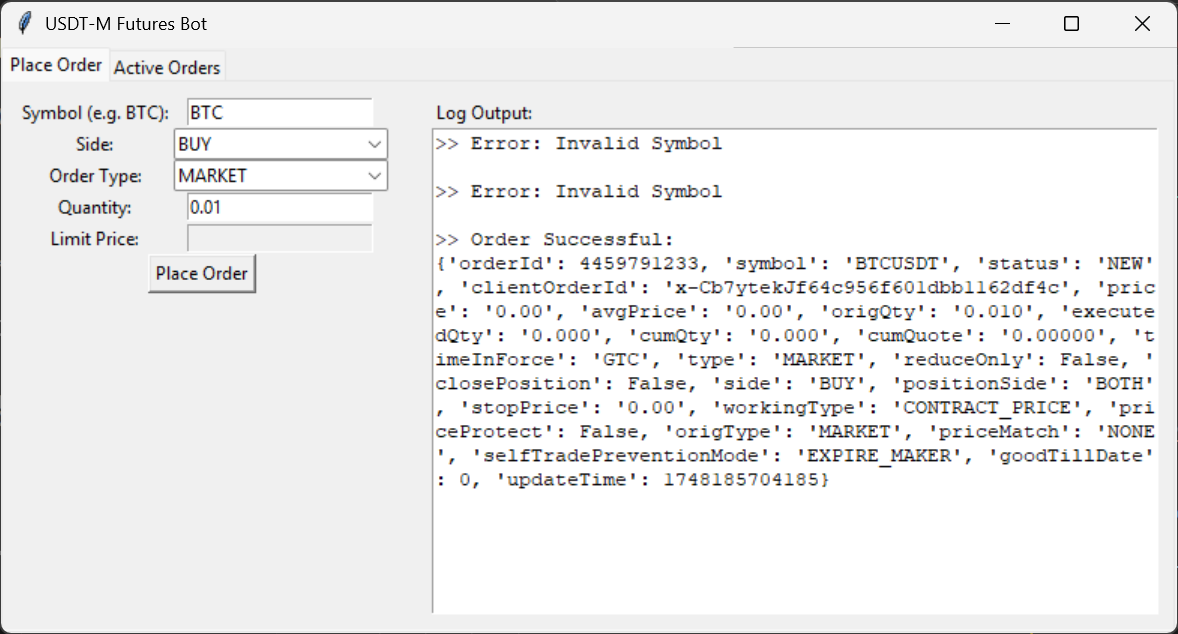 USDT-M Futures Bot
Place Order
Active Orders
Symbol (e.g. BTC):
BTC
Side:
BUY
Order Type:
MARKET
Quantity:
0.01
Limit Price:
Place Order
Log Output:
>> Error: Invalid Symbol
>> Error: Invalid Symbol
>> Order Successful:
{'orderId': 4459791233, 'symbol': 'BTCUSDT', 'status': 'NEW'
, 'clientOrderId': 'x-Cb7ytekJf64c956f601dbb1162df4c', 'pric
e': '0.00', 'avgPrice': '0.00', 'origQty': '0.010', 'execute
dQty': '0.000', 'cumQty': '0.000', 'cumQuote': '0.00000', 't
imeInForce': 'GTC', 'type': 'MARKET', 'reduceOnly': False, '
closePosition': False, 'side': 'BUY', 'positionSide': 'BOTH'
, 'stopPrice': '0.00', 'workingType': 'CONTRACT_PRICE', 'pri
ceProtect': False, 'origType': 'MARKET', 'priceMatch': 'NONE
', 'selfTradePreventionMode': 'EXPIRE_MAKER', 'goodTillDate'
: 0, 'updateTime': 1748185704185}